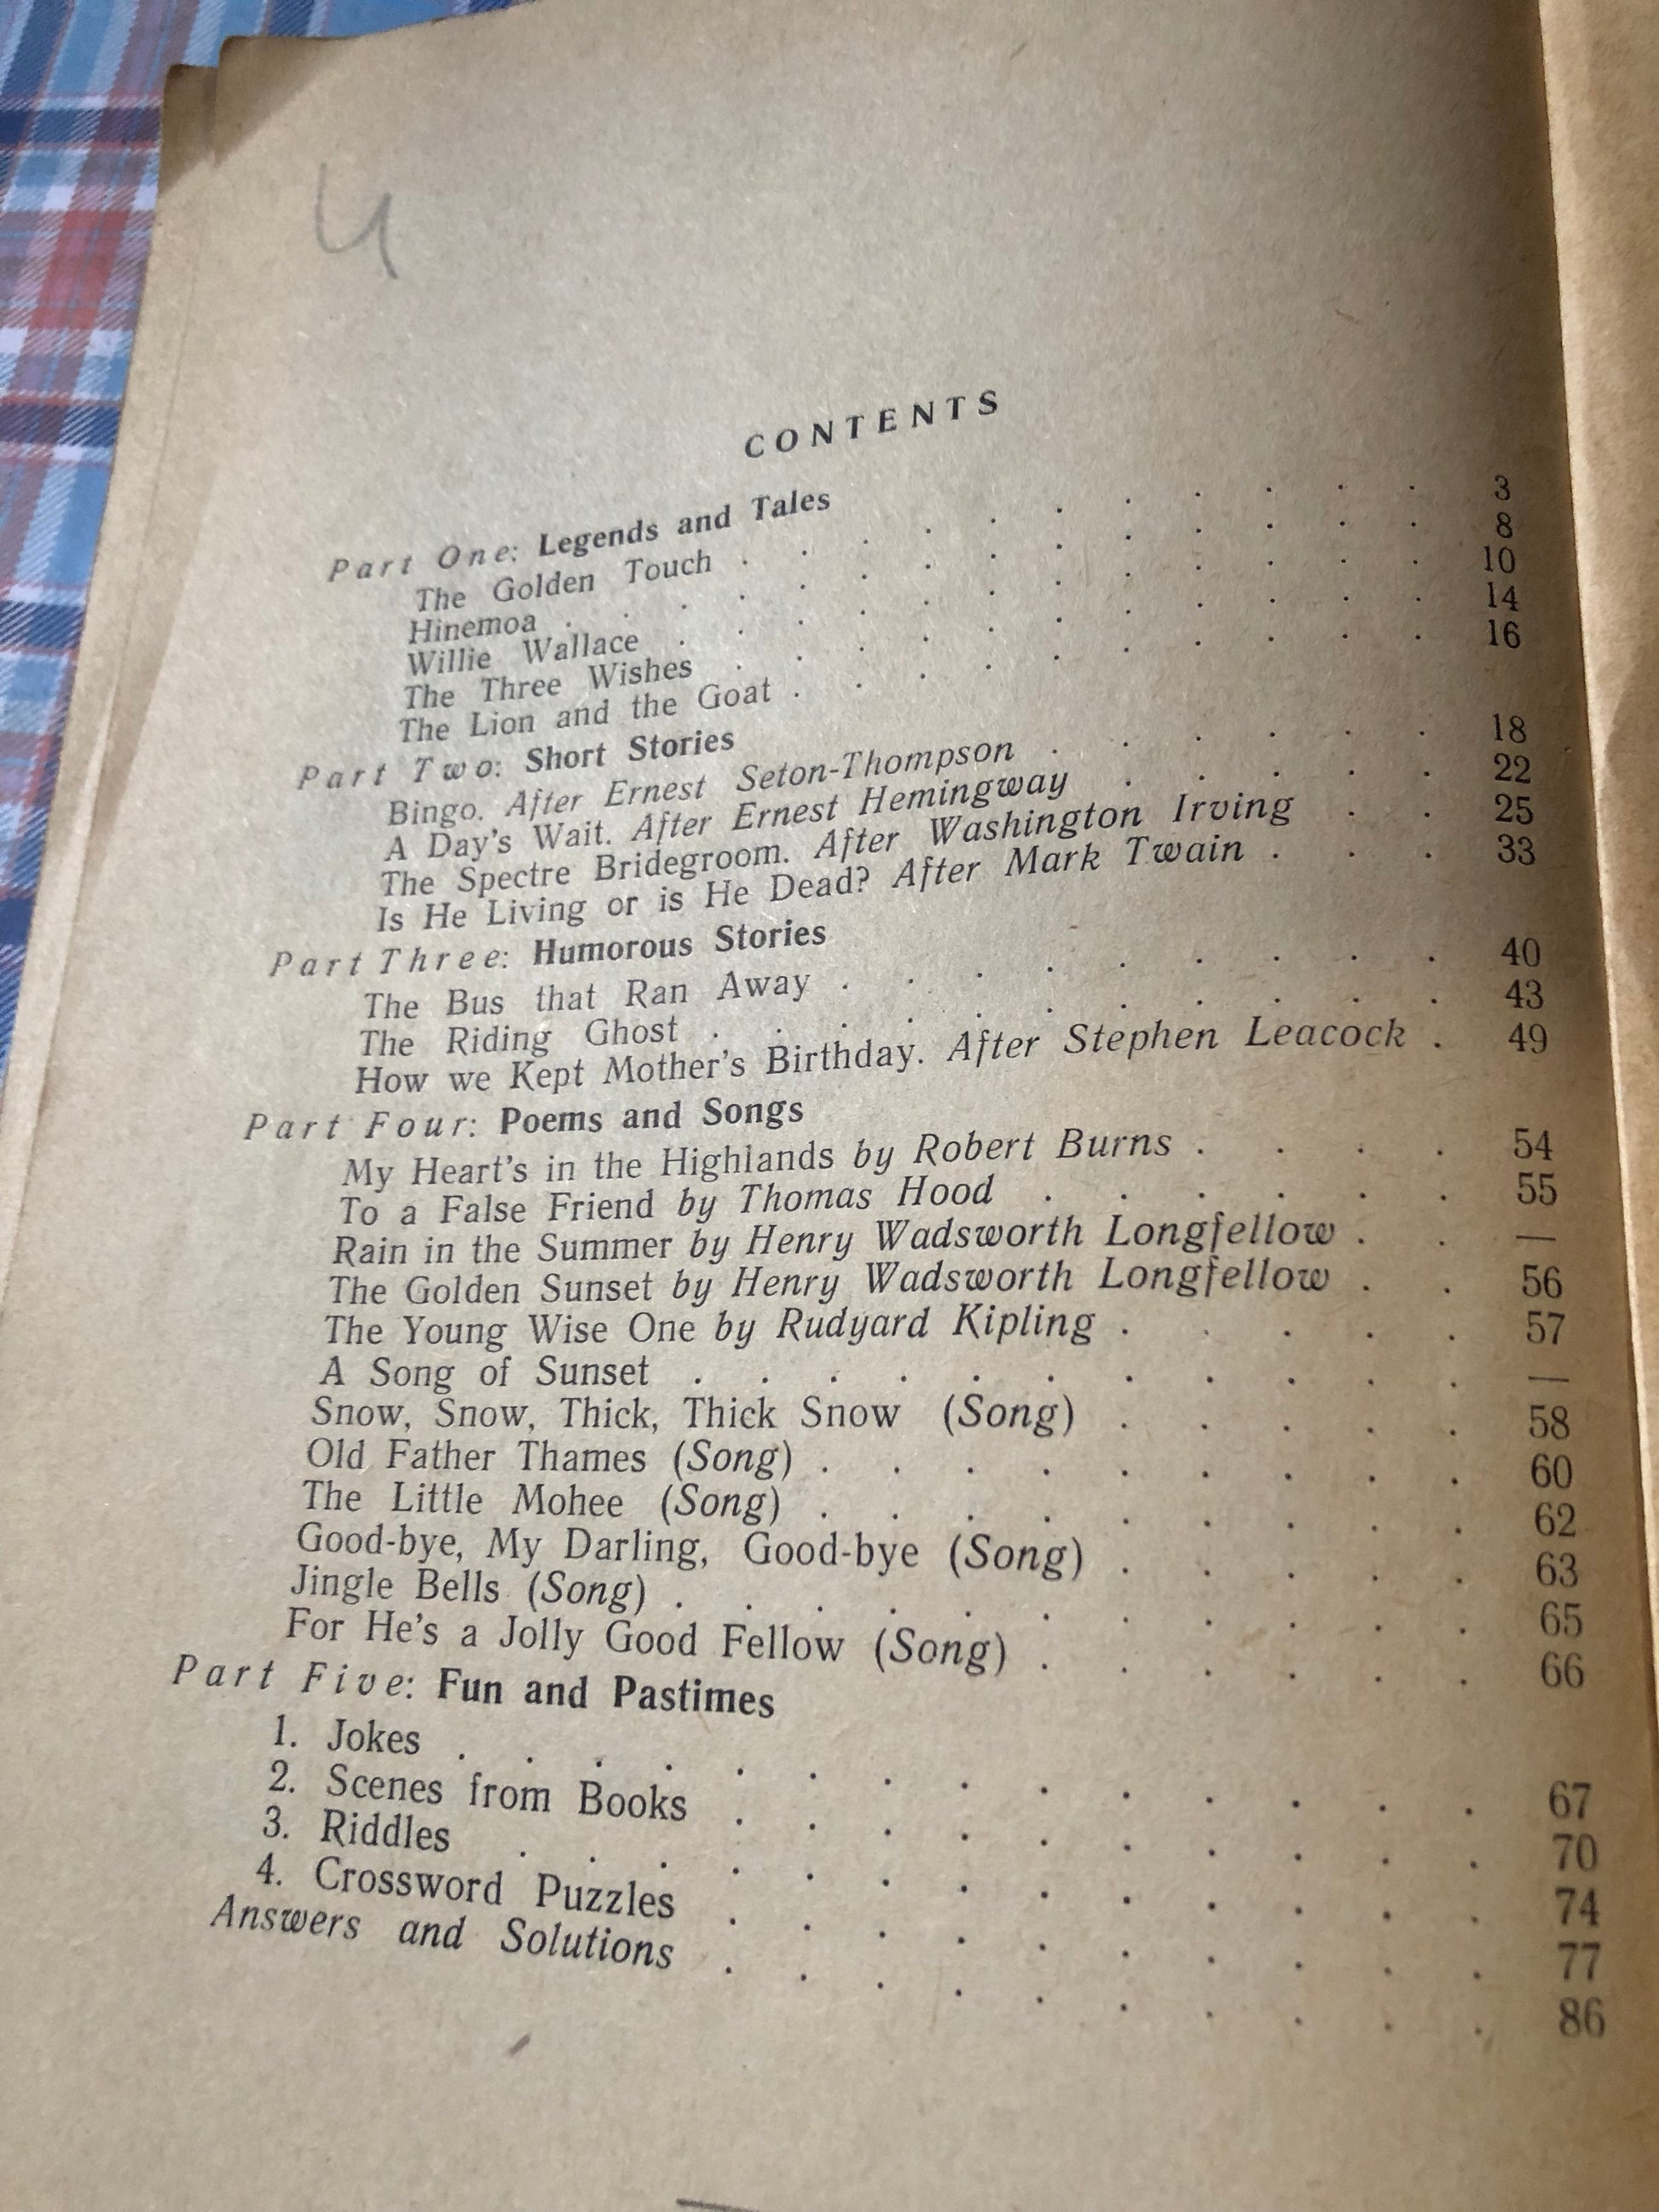 CONTENTS
Part One: Legends and Tales
The Golden Touch . . . . . . . . . . 3
Hinemoa . . . . . . . . . . 8
Willie Wallace . . . . . . . . . . 10
The Three Wishes . . . . . . . . . . 14
The Lion and the Goat . . . . . . . . . . 16
Part Two: Short Stories
Bingo. After Ernest Seton-Thompson . . . . . . 18
A Day's Wait. After Ernest Hemingway . . . . . 22
The Spectre Bridegroom. After Washington Irving . . 25
Is He Living or is He Dead? After Mark Twain . . . 33
Part Three: Humorous Stories
The Bus that Ran Away . . . . . . . . . 40
The Riding Ghost . . . . . . . . . . 43
How we Kept Mother's Birthday. After Stephen Leacock . 49
Part Four: Poems and Songs
My Heart's in the Highlands by Robert Burns . . . . 54
To a False Friend by Thomas Hood . . . . . . 55
Rain in the Summer by Henry Wadsworth Longfellow . . —
The Golden Sunset by Henry Wadsworth Longfellow . . 56
The Young Wise One by Rudyard Kipling . . . . . 57
A Song of Sunset . . . . . . . . . . . —
Snow, Snow, Thick, Thick Snow (Song) . . . . . 58
Old Father Thames (Song) . . . . . . . . . 60
The Little Mohee (Song) . . . . . . . . . 62
Good-bye, My Darling, Good-bye (Song) . . . . . 63
Jingle Bells (Song) . . . . . . . . . . . 65
For He's a Jolly Good Fellow (Song) . . . . . . 66
Part Five: Fun and Pastimes
1. Jokes . . . . . . . . . . . . . . 67
2. Scenes from Books . . . . . . . . . . 70
3. Riddles . . . . . . . . . . . . . 74
4. Crossword Puzzles . . . . . . . . . . 77
Answers and Solutions . . . . . . . . . . 86